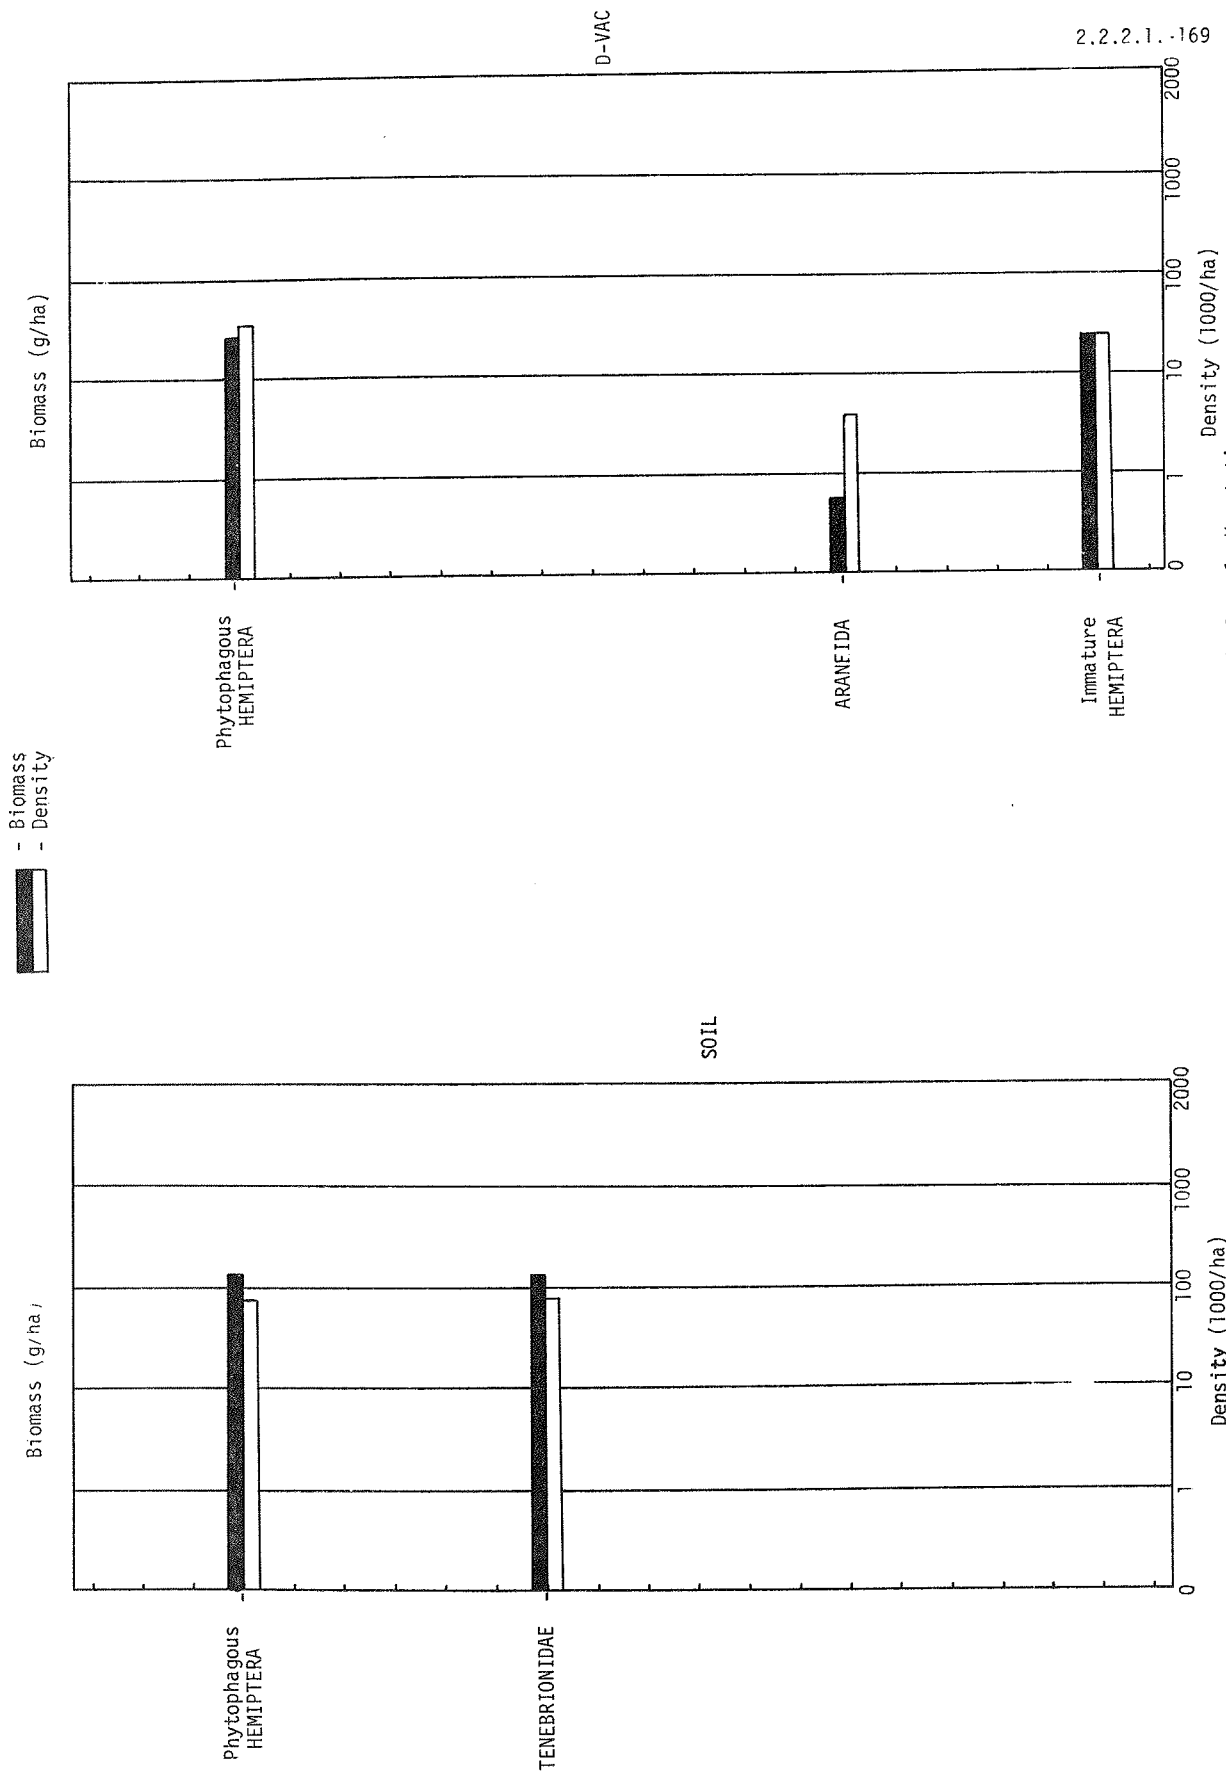 2.2.2.1.-169
- Biomass
- Density
Biomass (g/ha)
Phytophagous
HEMIPTERA
TENEBRIONIDAE
SOIL
0
1
10
100
1000
2000
Density (1000/ha)
Biomass (g/ha)
Phytophagous
HEMIPTERA
ARANEIDA
Immature
HEMIPTERA
D-VAC
0
1
10
100
1000
2000
Density (1000/ha)